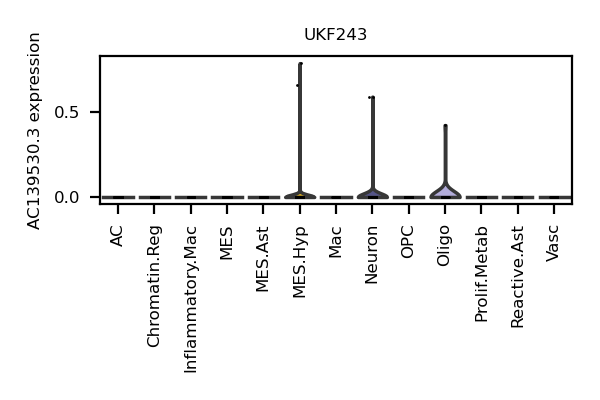 UKF243
AC139530.3 expression
0.5
0.0
AC
Chromatin.Reg
Inflammatory.Mac
MES
MES.Ast
MES.Hyp
Mac
Neuron
OPC
Oligo
Prolif.Metab
Reactive.Ast
Vasc